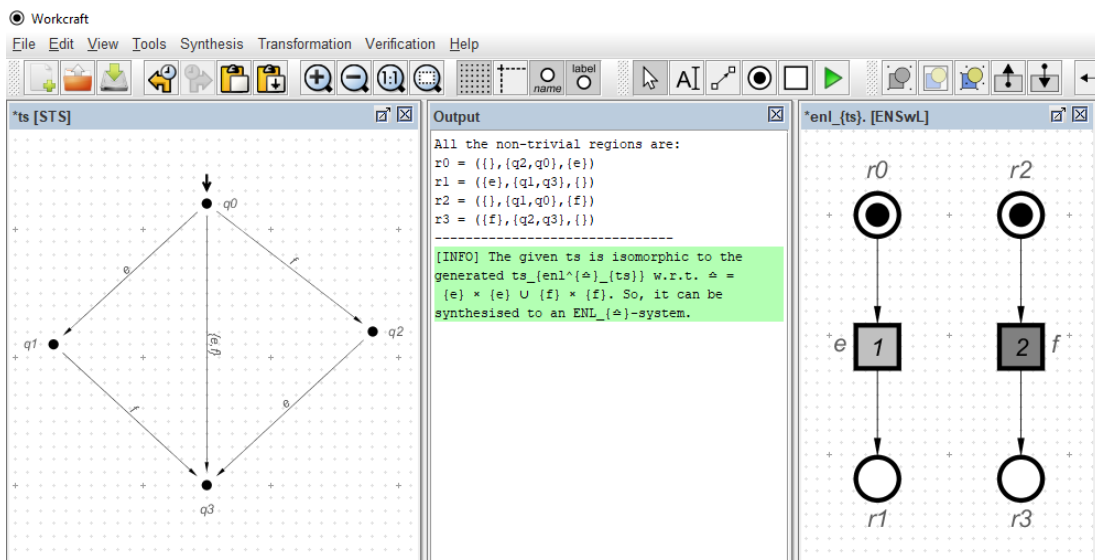 Workcraft
File Edit View Tools Synthesis Transformation Verification Help
1:1
name
label
A
*ts [STS]
q0
e
f
q1
{e,f}
q2
f
e
q3
Output
All the non-trivial regions are:
r0 = ({},{q2,q0},{e})
r1 = ({e},{q1,q3},{})
r2 = ({},{q1,q0},{f})
r3 = ({f},{q2,q3},{})
-------------------------------
[INFO] The given ts is isomorphic to the
generated ts_{enl^{≏}_{ts}} w.r.t. ≏ =
{e} × {e} ∪ {f} × {f}. So, it can be
synthesised to an ENL_{≏}-system.
*enl_{ts}. [ENSwL]
r0 r2
e 1 2 f
r1 r3